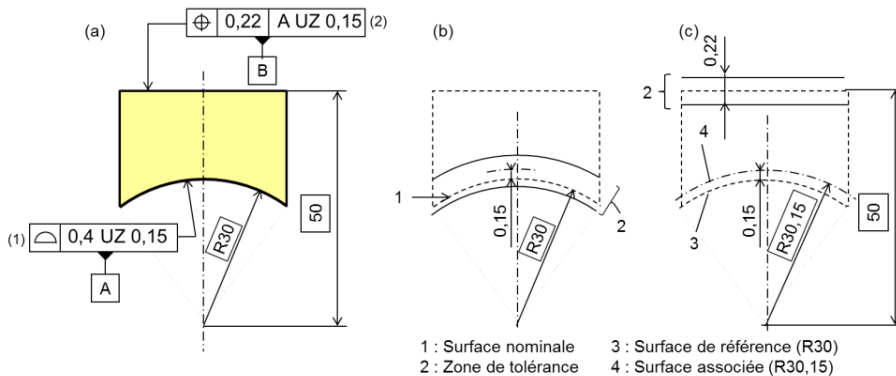 (a)
⌖ 0,22 A UZ 0,15 (2)
B
50
R30
(1) ⌓ 0,4 UZ 0,15
A
(b)
1
0,15
R30
2
(c)
0,22
2
4
0,15
3
R30,15
50
1 : Surface nominale
2 : Zone de tolérance
3 : Surface de référence (R30)
4 : Surface associée (R30,15)